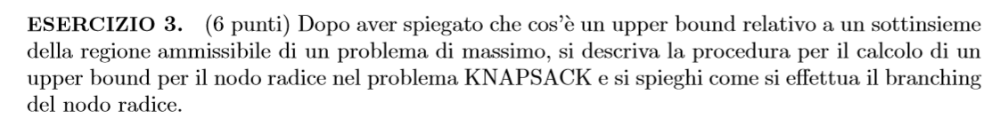 ESERCIZIO 3. (6 punti) Dopo aver spiegato che cos'è un upper bound relativo a un sottinsieme
della regione ammissibile di un problema di massimo, si descriva la procedura per il calcolo di un
upper bound per il nodo radice nel problema KNAPSACK e si spieghi come si effettua il branching
del nodo radice.